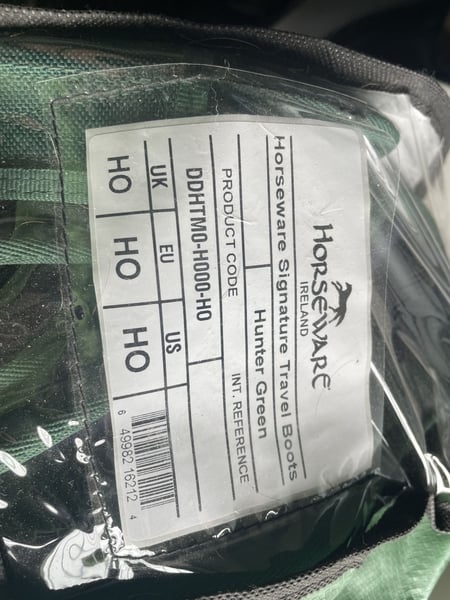 HORSEWARE
IRELAND
Horseware Signature Travel Boots
Hunter Green
PRODUCT CODE INT. REFERENCE
DDHTM0-H000-HO
UK EU US
HO HO HO
6 49982 16212 4